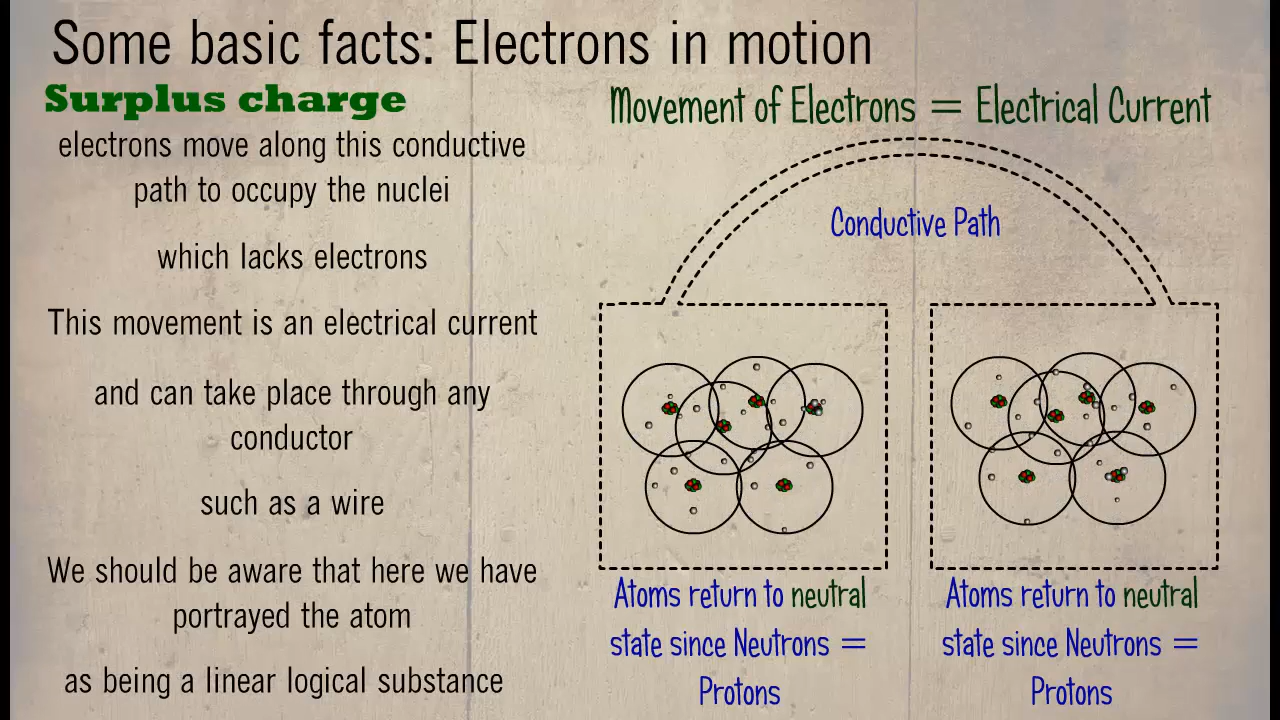 Some basic facts: Electrons in motion
Surplus charge
electrons move along this conductive
path to occupy the nuclei
which lacks electrons
This movement is an electrical current
and can take place through any
conductor
such as a wire
We should be aware that here we have
portrayed the atom
as being a linear logical substance
Movement of Electrons = Electrical Current
Conductive Path
Atoms return to neutral
state since Neutrons =
Protons
Atoms return to neutral
state since Neutrons =
Protons